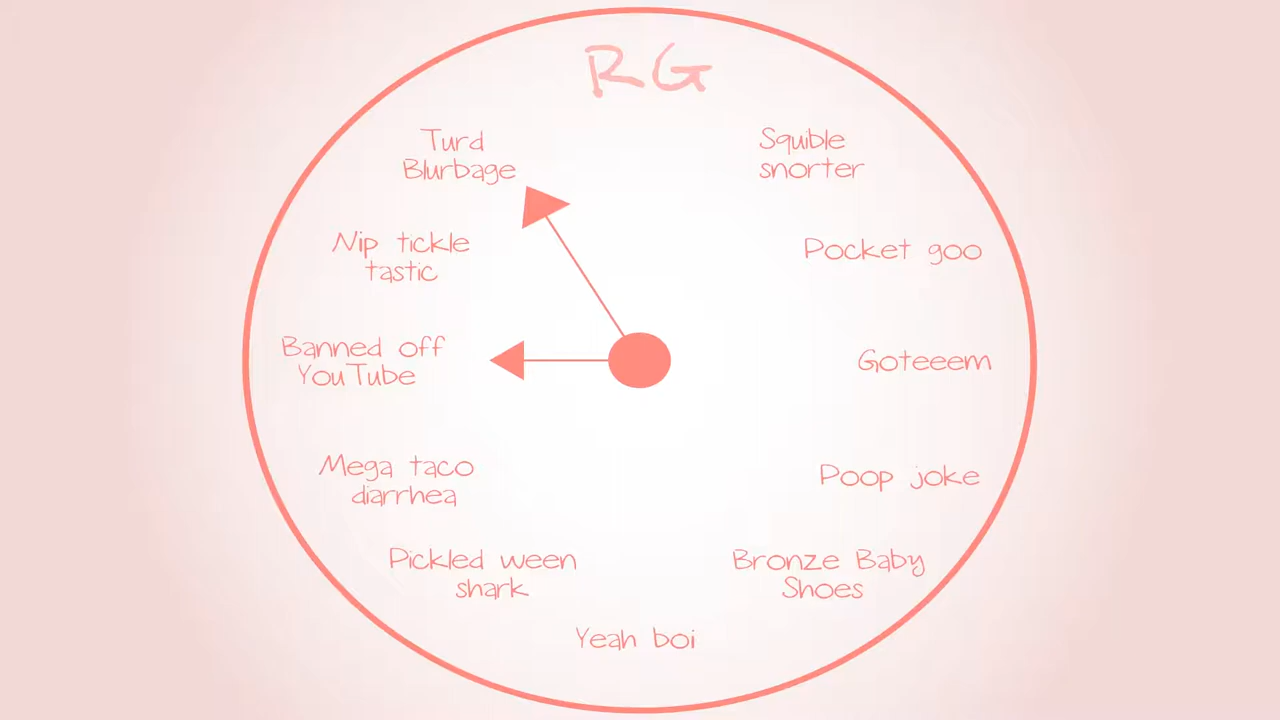 RG
Squible
snorter
Pocket goo
Goteeem
Poop joke
Bronze Baby
Shoes
Yeah boi
Pickled ween
shark
Mega taco
diarrhea
Banned off
YouTube
Nip tickle
tastic
Turd
Blurbage